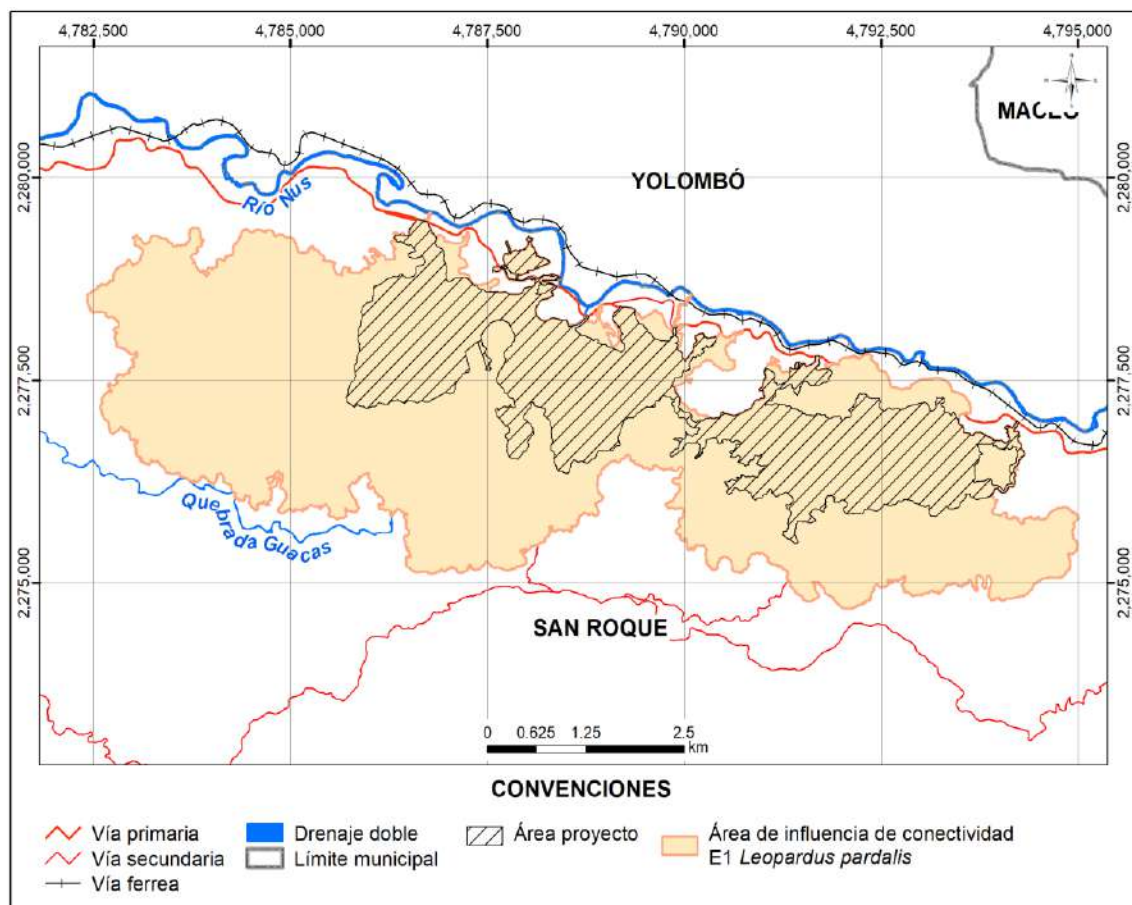 4,782,500 4,785,000 4,787,500 4,790,000 4,792,500 4,795,000
MACEO
2,280,000 2,280,000
YOLOMBÓ
Río Nus
2,277,500 2,277,500
Quebrada Guacas
2,275,000 2,275,000
SAN ROQUE
0 0.625 1.25 2.5
km
CONVENCIONES
Vía primaria
Vía secundaria
Vía ferrea
Drenaje doble
Límite municipal
Área proyecto
Área de influencia de conectividad
E1 Leopardus pardalis